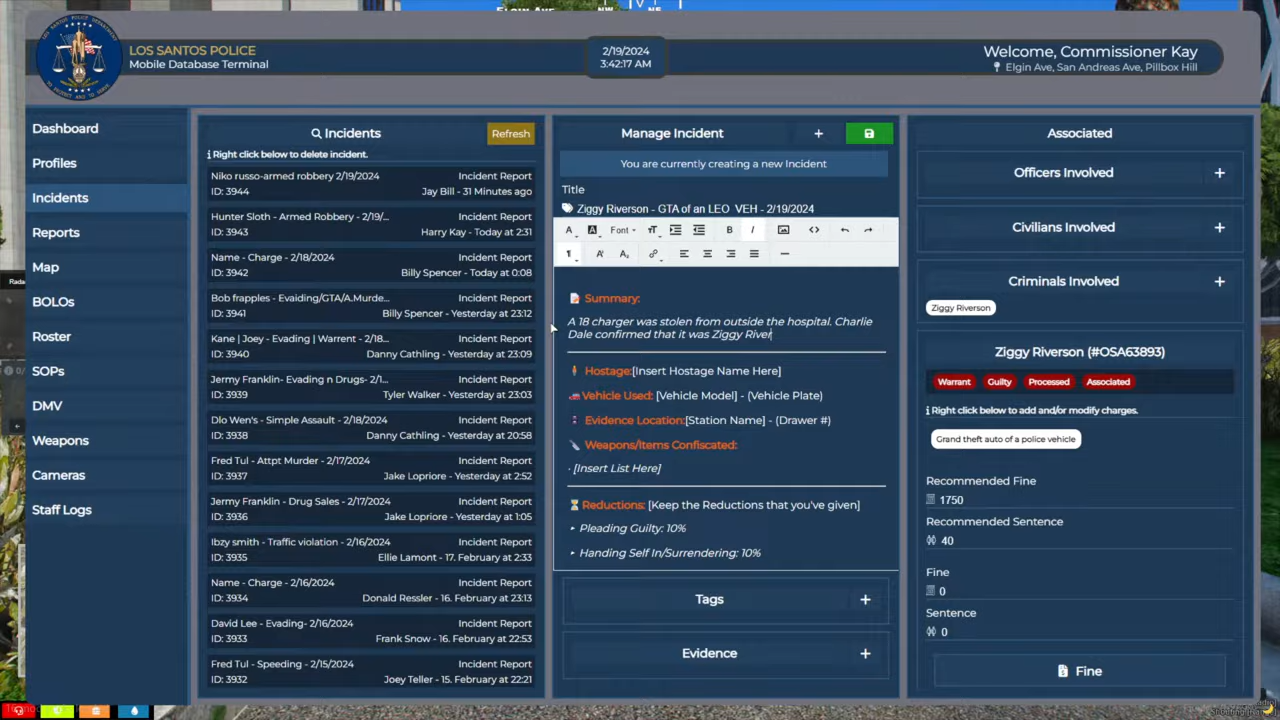 ELGIN AVE
NW
NE
LOS SANTOS POLICE
Mobile Database Terminal
2/19/2024
3:42:17 AM
Welcome, Commissioner Kay
Elgin Ave, San Andreas Ave, Pillbox Hill
Dashboard
Profiles
Incidents
Reports
Map
BOLOs
Roster
SOPs
DMV
Weapons
Cameras
Staff Logs
Incidents
Refresh
Right click below to delete incident.
Niko russo-armed robbery 2/19/2024 Incident Report
ID: 3944 Jay Bill - 31 Minutes ago
Hunter Sloth - Armed Robbery - 2/19/... Incident Report
ID: 3943 Harry Kay - Today at 2:31
Name - Charge - 2/18/2024 Incident Report
ID: 3942 Billy Spencer - Today at 0:08
Bob frapples - Evaiding/GTA/A.Murde... Incident Report
ID: 3941 Billy Spencer - Yesterday at 23:12
Kane | Joey - Evading | Warrent - 2/18... Incident Report
ID: 3940 Danny Cathling - Yesterday at 23:09
Jermy Franklin- Evading n Drugs- 2/1... Incident Report
ID: 3939 Tyler Walker - Yesterday at 23:03
Dlo Wen's - Simple Assault - 2/18/2024 Incident Report
ID: 3938 Danny Cathling - Yesterday at 20:58
Fred Tul - Attpt Murder - 2/17/2024 Incident Report
ID: 3937 Jake Lopriore - Yesterday at 2:52
Jermy Franklin - Drug Sales - 2/17/2024 Incident Report
ID: 3936 Jake Lopriore - Yesterday at 1:05
Ibzy smith - Traffic violation - 2/16/2024 Incident Report
ID: 3935 Ellie Lamont - 17. February at 2:33
Name - Charge - 2/16/2024 Incident Report
ID: 3934 Donald Ressler - 16. February at 23:13
David Lee - Evading- 2/16/2024 Incident Report
ID: 3933 Frank Snow - 16. February at 22:53
Fred Tul - Speeding - 2/15/2024 Incident Report
ID: 3932 Joey Teller - 15. February at 22:21
Manage Incident +
You are currently creating a new Incident
Title
Ziggy Riverson - GTA of an LEO VEH - 2/19/2024
Font
Summary:
A 18 charger was stolen from outside the hospital. Charlie
Dale confirmed that it was Ziggy River
Hostage:[Insert Hostage Name Here]
Vehicle Used: [Vehicle Model] - (Vehicle Plate)
Evidence Location:[Station Name] - (Drawer #)
Weapons/Items Confiscated:
· [Insert List Here]
Reductions: [Keep the Reductions that you've given]
‣ Pleading Guilty: 10%
‣ Handing Self In/Surrendering: 10%
Tags +
Evidence +
Associated
Officers Involved +
Civilians Involved +
Criminals Involved +
Ziggy Riverson
Ziggy Riverson (#OSA63893)
Warrant Guilty Processed Associated
Right click below to add and/or modify charges.
Grand theft auto of a police vehicle
Recommended Fine
1750
Recommended Sentence
40
Fine
0
Sentence
0
Fine